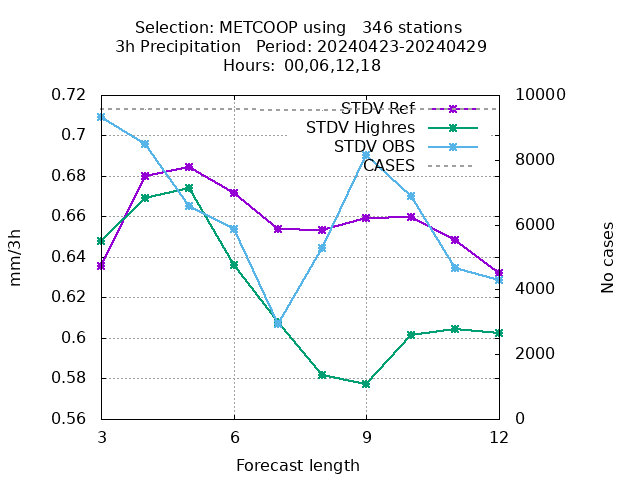 Selection: METCOOP using   346 stations
3h Precipitation   Period: 20240423-20240429
Hours:  00,06,12,18
0.72
0.7
0.68
0.66
0.64
0.62
0.6
0.58
0.56
10000
8000
6000
4000
2000
0
mm/3h
No cases
STDV Ref
STDV Highres
STDV OBS
CASES
3
6
9
12
Forecast length